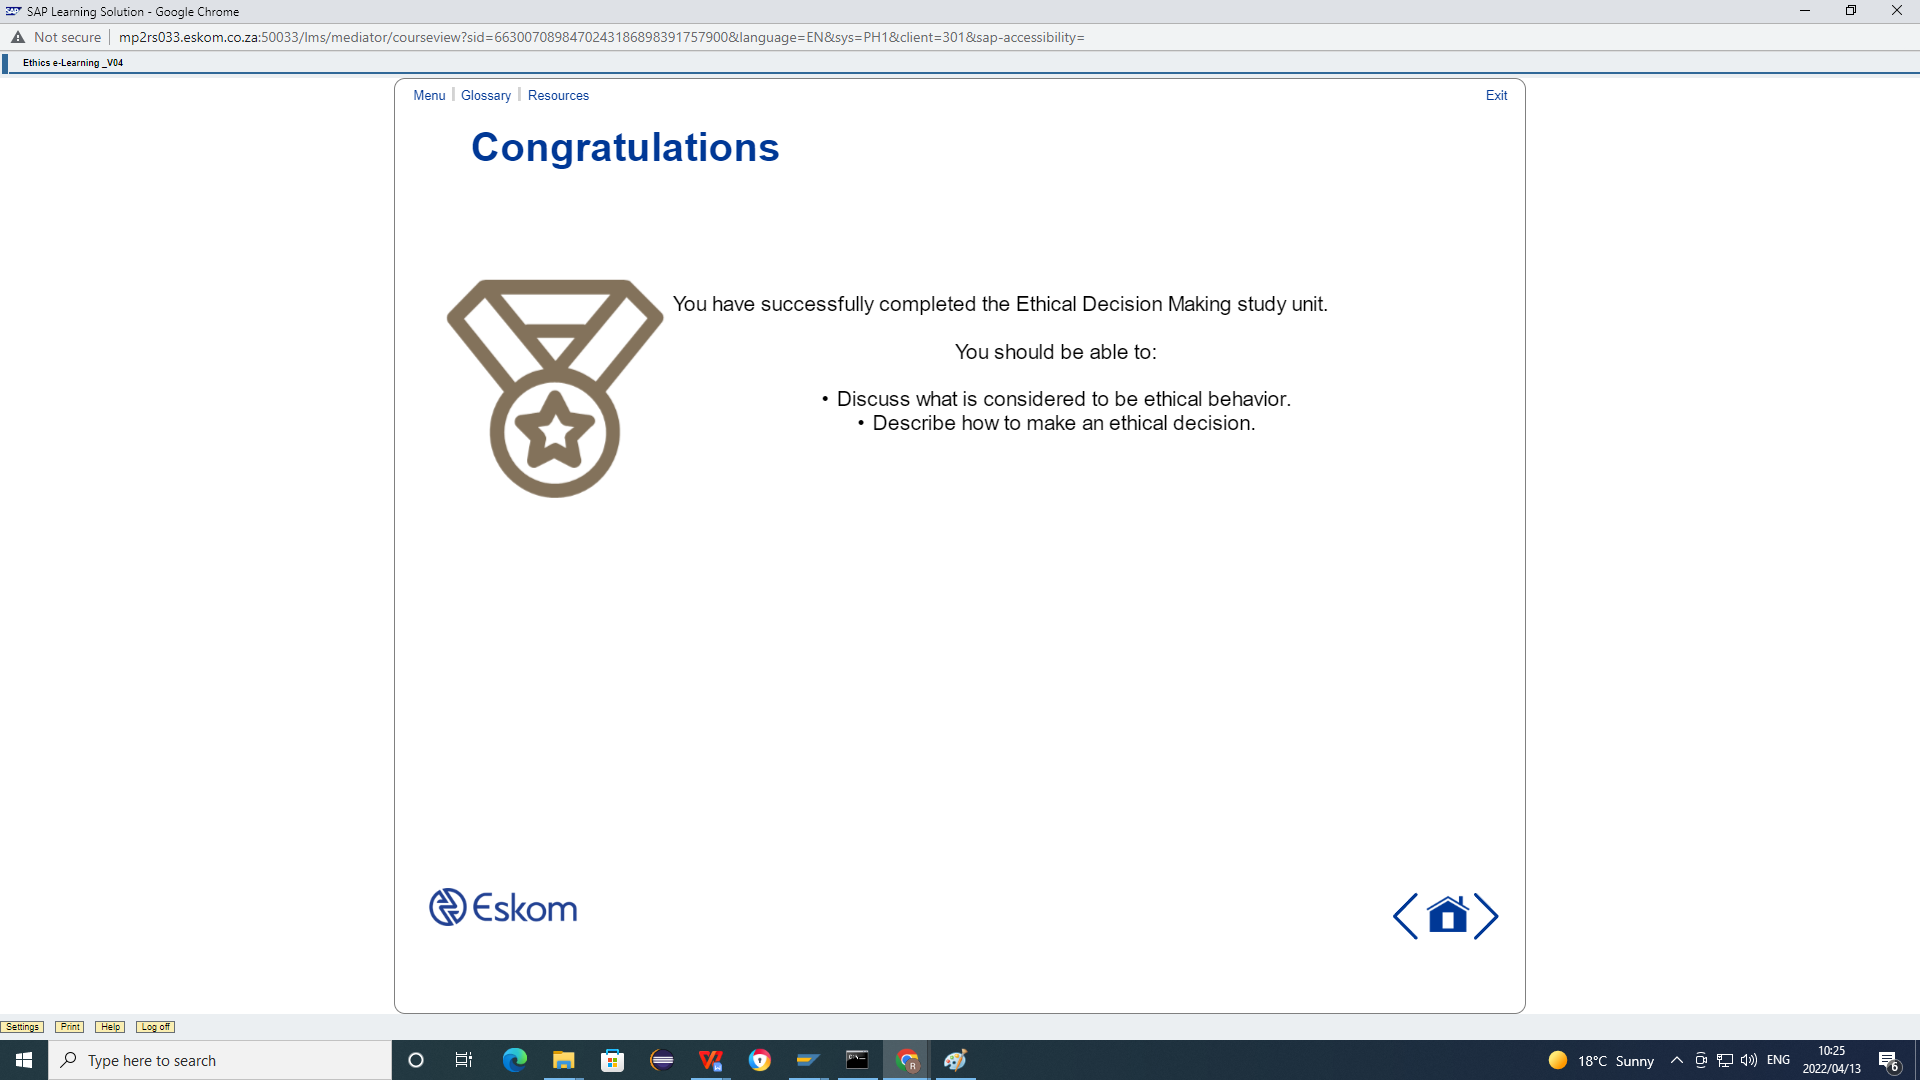 SAP Learning Solution - Google Chrome
Not secure mp2rs033.eskom.co.za:50033/lms/mediator/courseview?sid=6630070898470243186898391757900&language=EN&sys=PH1&client=301&sap-accessibility=
Ethics e-Learning _V04
Menu Glossary Resources Exit
Congratulations
You have successfully completed the Ethical Decision Making study unit.
You should be able to:
• Discuss what is considered to be ethical behavior.
• Describe how to make an ethical decision.
Eskom
Settings Print Help Log off
Type here to search
18°C Sunny
ENG
10:25
2022/04/13
6